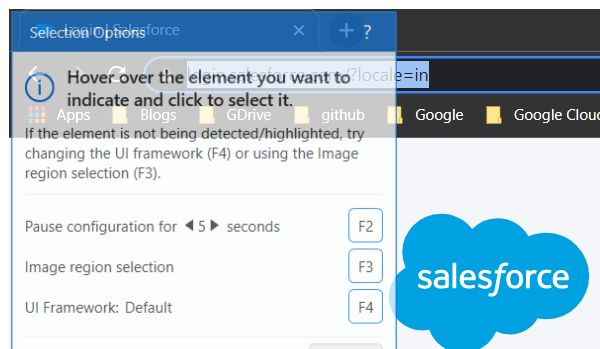 Login | Salesforce
Selection Options
?
login.salesforce.com/?locale=in
Hover over the element you want to
indicate and click to select it.
Apps Blogs GDrive github Google Google Cloud
If the element is not being detected/highlighted, try
changing the UI framework (F4) or using the Image
region selection (F3).
Pause configuration for 5 seconds F2
Image region selection F3
UI Framework: Default F4
salesforce